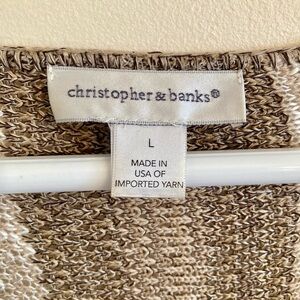 christopher & banks®
L
MADE IN
USA OF
IMPORTED YARN